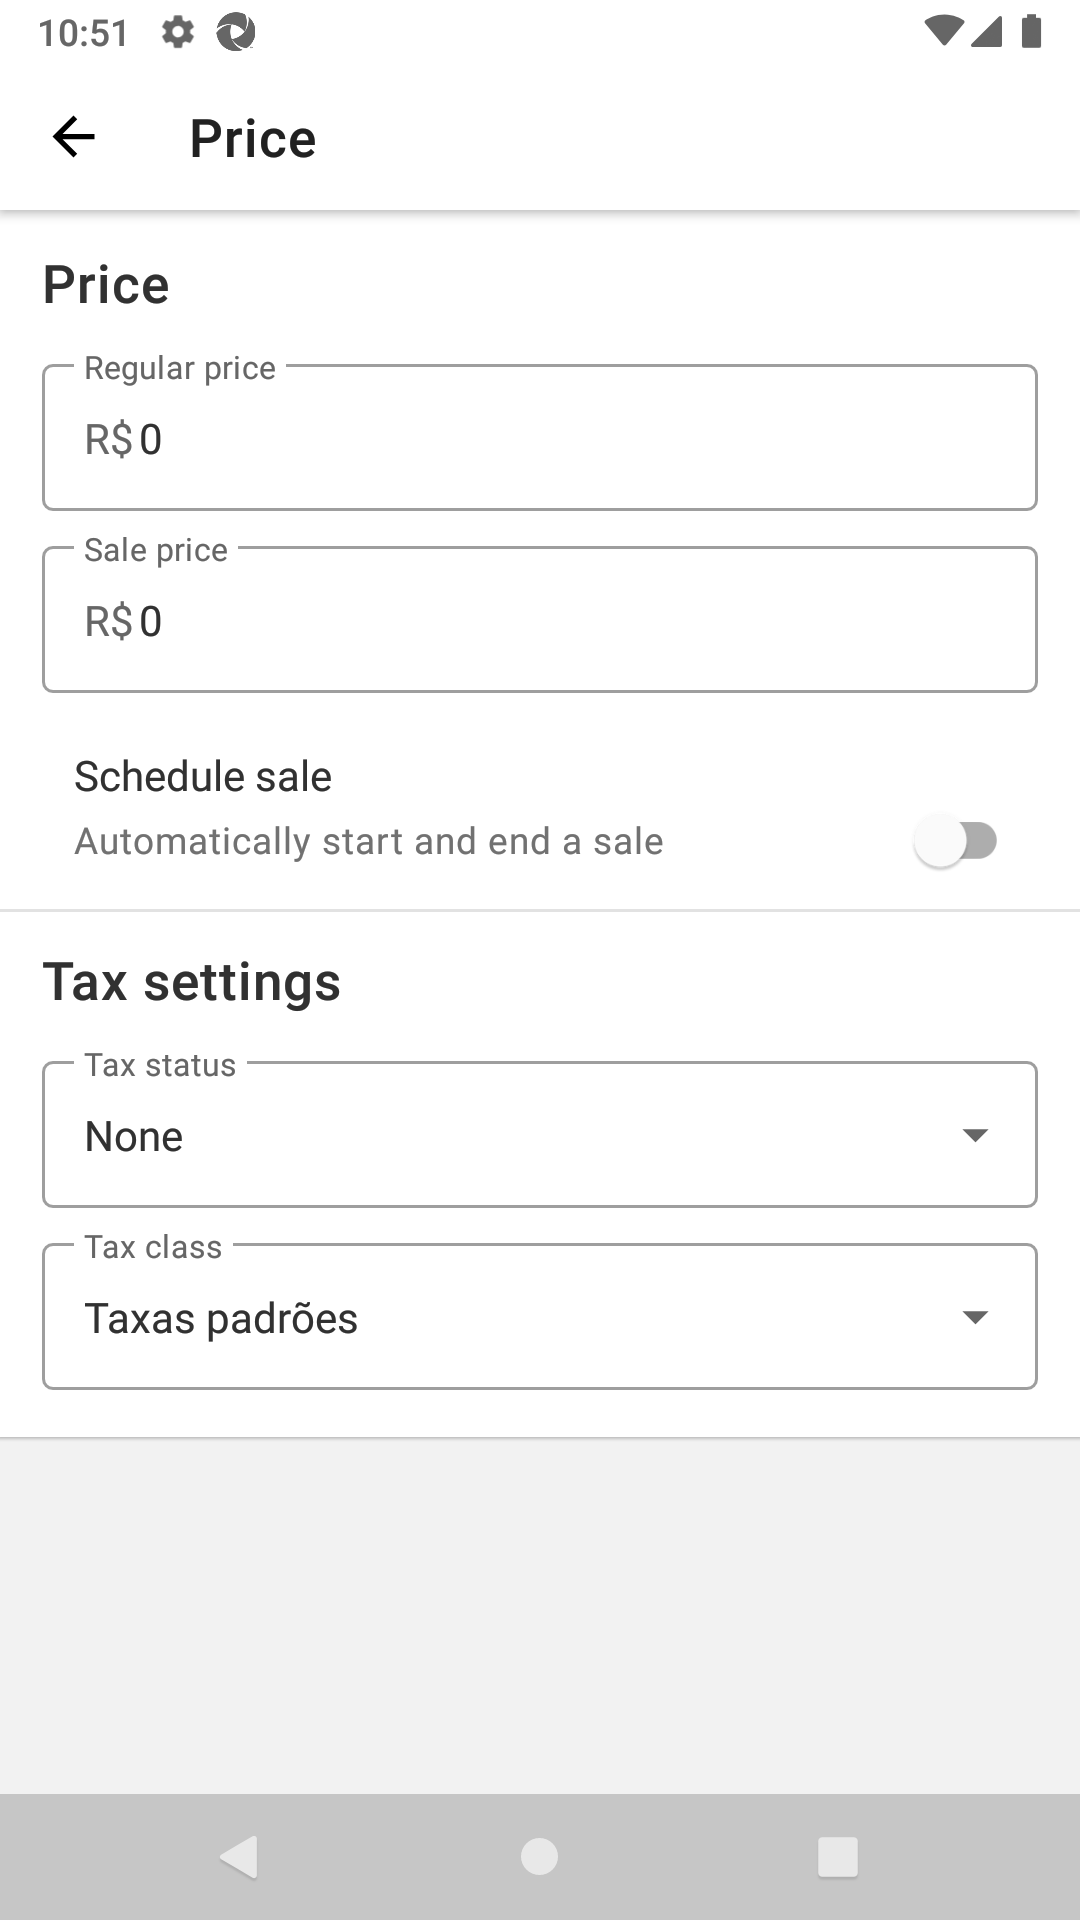 10:51
Price
Price
Regular price
R$0
Sale price
R$0
Schedule sale
Automatically start and end a sale
Tax settings
Tax status
None
Tax class
Taxas padrões